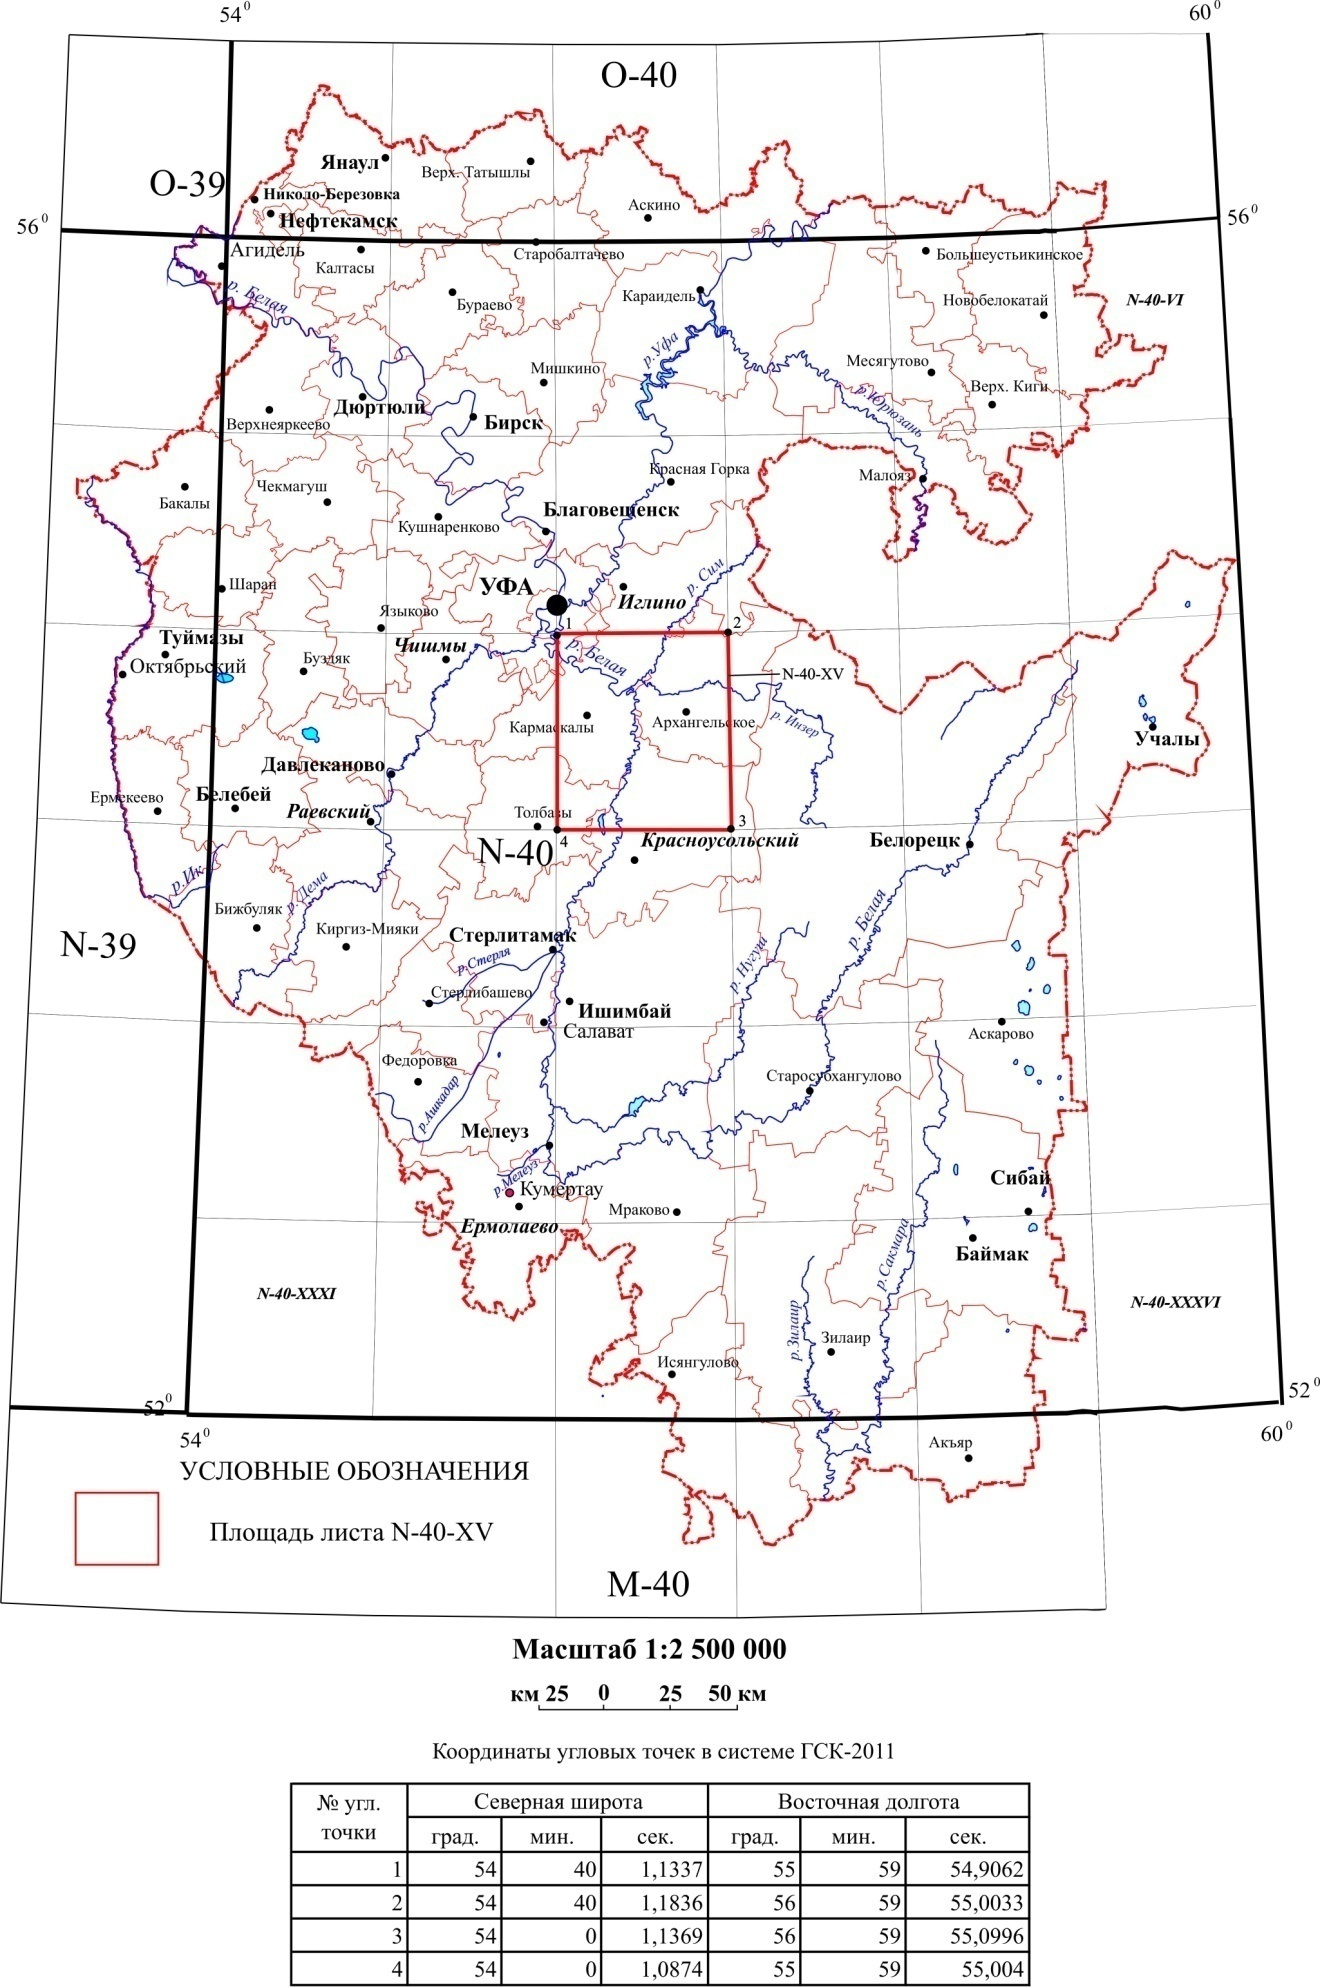 54⁰
60⁰
О-40
Янаул
Верх. Татышлы
О-39
Николо-Березовка
Нефтекамск
Аскино
56⁰
56⁰
Агидель
Калтасы
Старобалтачево
Большеустьикинское
р. Белая
Бураево
Караидель
Новобелокатай
N-40-VI
р.Уфа
Мишкино
Месягутово
Верх. Киги
р.Юрюзань
Дюртюли
Верхнеяркеево
Бирск
Красная Горка
Малояз
Бакалы
Чекмагуш
Кушнаренково
Благовещенск
Шаран
УФА
Иглино
р. Сим
Языково
Туймазы
Октябрьский
Буздяк
Чишмы
1
2
р. Белая
N-40-XV
Кармаскалы
Архангельское
р. Инзер
Учалы
Давлеканово
Ермекеево
Белебей
Раевский
Толбазы
3
4
N-40
Красноусольский
Белорецк
р.Ик
р.Дема
Бижбуляк
Киргиз-Мияки
N-39
Стерлитамак
р.Стерля
р. Белая
р.Нугуш
Стерлибашево
Ишимбай
Салават
Аскарово
Федоровка
р.Ашкадар
Старосубхангулово
Мелеуз
р.Мелеуз
Кумертау
Сибай
Ермолаево
Мраково
Баймак
р.Сакмара
N-40-XXXI
N-40-XXXVI
р.Зилаир
Зилаир
Исянгулово
52⁰
52⁰
54⁰
60⁰
Акъяр
УСЛОВНЫЕ ОБОЗНАЧЕНИЯ
Площадь листа N-40-XV
М-40
Масштаб 1:2 500 000
км 25 0 25 50 км
Координаты угловых точек в системе ГСК-2011
№ угл. точки Северная широта Восточная долгота
град. мин. сек. град. мин. сек.
1 54 40 1,1337 55 59 54,9062
2 54 40 1,1836 56 59 55,0033
3 54 0 1,1369 56 59 55,0996
4 54 0 1,0874 55 59 55,004